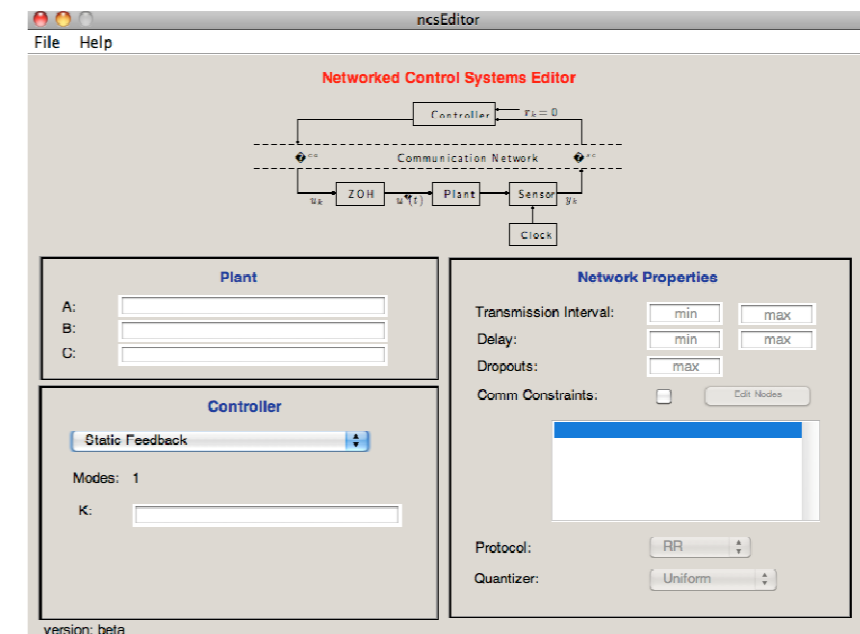 ncsEditor
File Help
Networked Control Systems Editor
Controller
r_k = 0
Communication Network
ZOH
Plant
Sensor
u_k
y_k
Clock
Plant
A:
B:
C:
Controller
Static Feedback
Modes: 1
K:
Network Properties
Transmission Interval: min max
Delay: min max
Dropouts: max
Comm Constraints: Edit Nodes
Protocol: RR
Quantizer: Uniform
version: beta